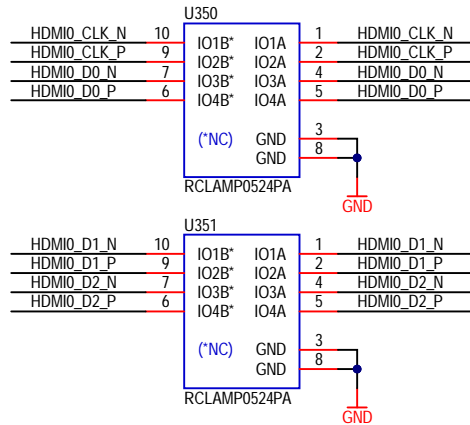 U350
HDMI0_CLK_N 10 IO1B* IO1A 1 HDMI0_CLK_N
HDMI0_CLK_P 9 IO2B* IO2A 2 HDMI0_CLK_P
HDMI0_D0_N 7 IO3B* IO3A 4 HDMI0_D0_N
HDMI0_D0_P 6 IO4B* IO4A 5 HDMI0_D0_P
(*NC) GND 3
GND 8
RCLAMP0524PA
GND
U351
HDMI0_D1_N 10 IO1B* IO1A 1 HDMI0_D1_N
HDMI0_D1_P 9 IO2B* IO2A 2 HDMI0_D1_P
HDMI0_D2_N 7 IO3B* IO3A 4 HDMI0_D2_N
HDMI0_D2_P 6 IO4B* IO4A 5 HDMI0_D2_P
(*NC) GND 3
GND 8
RCLAMP0524PA
GND